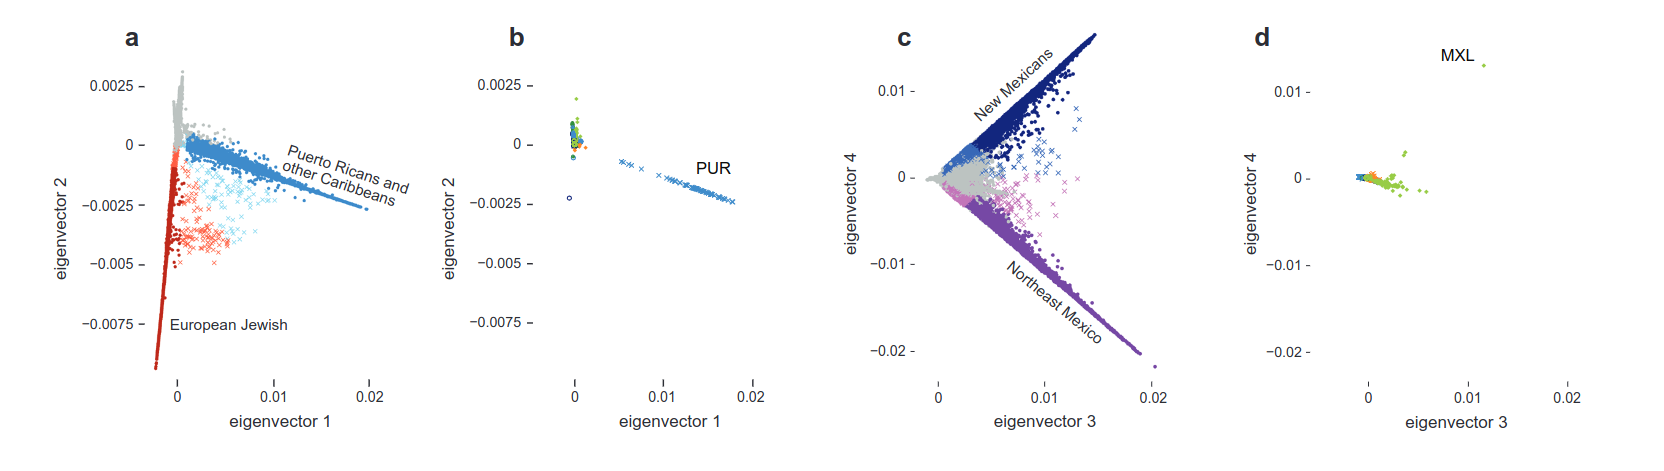 a
0.0025
0
−0.0025
−0.005
−0.0075
eigenvector 2
Puerto Ricans and
other Caribbeans
European Jewish
0
0.01
0.02
eigenvector 1
b
0.0025
0
−0.0025
−0.005
−0.0075
eigenvector 2
PUR
0
0.01
0.02
eigenvector 1
c
0.01
0
−0.01
−0.02
eigenvector 4
New Mexicans
Northeast Mexico
0
0.01
0.02
eigenvector 3
d
0.01
0
−0.01
−0.02
eigenvector 4
MXL
0
0.01
0.02
eigenvector 3